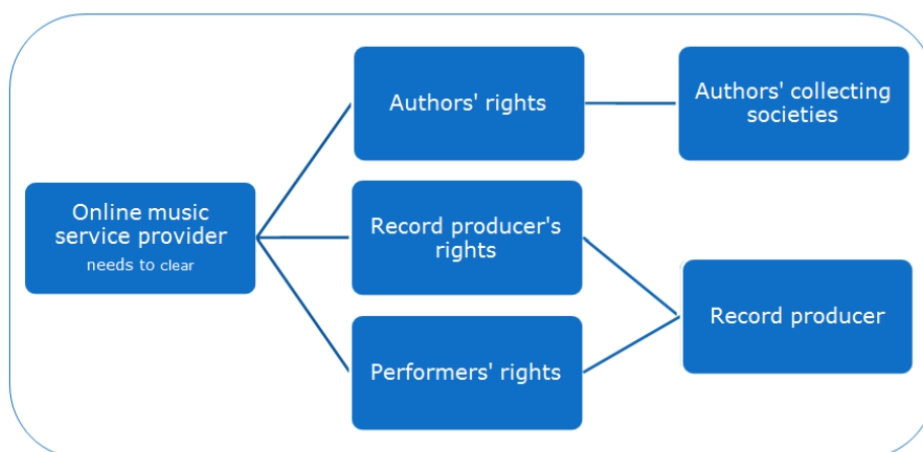 Online music
service provider
needs to clear
Authors' rights
Record producer's
rights
Performers' rights
Authors' collecting
societies
Record producer